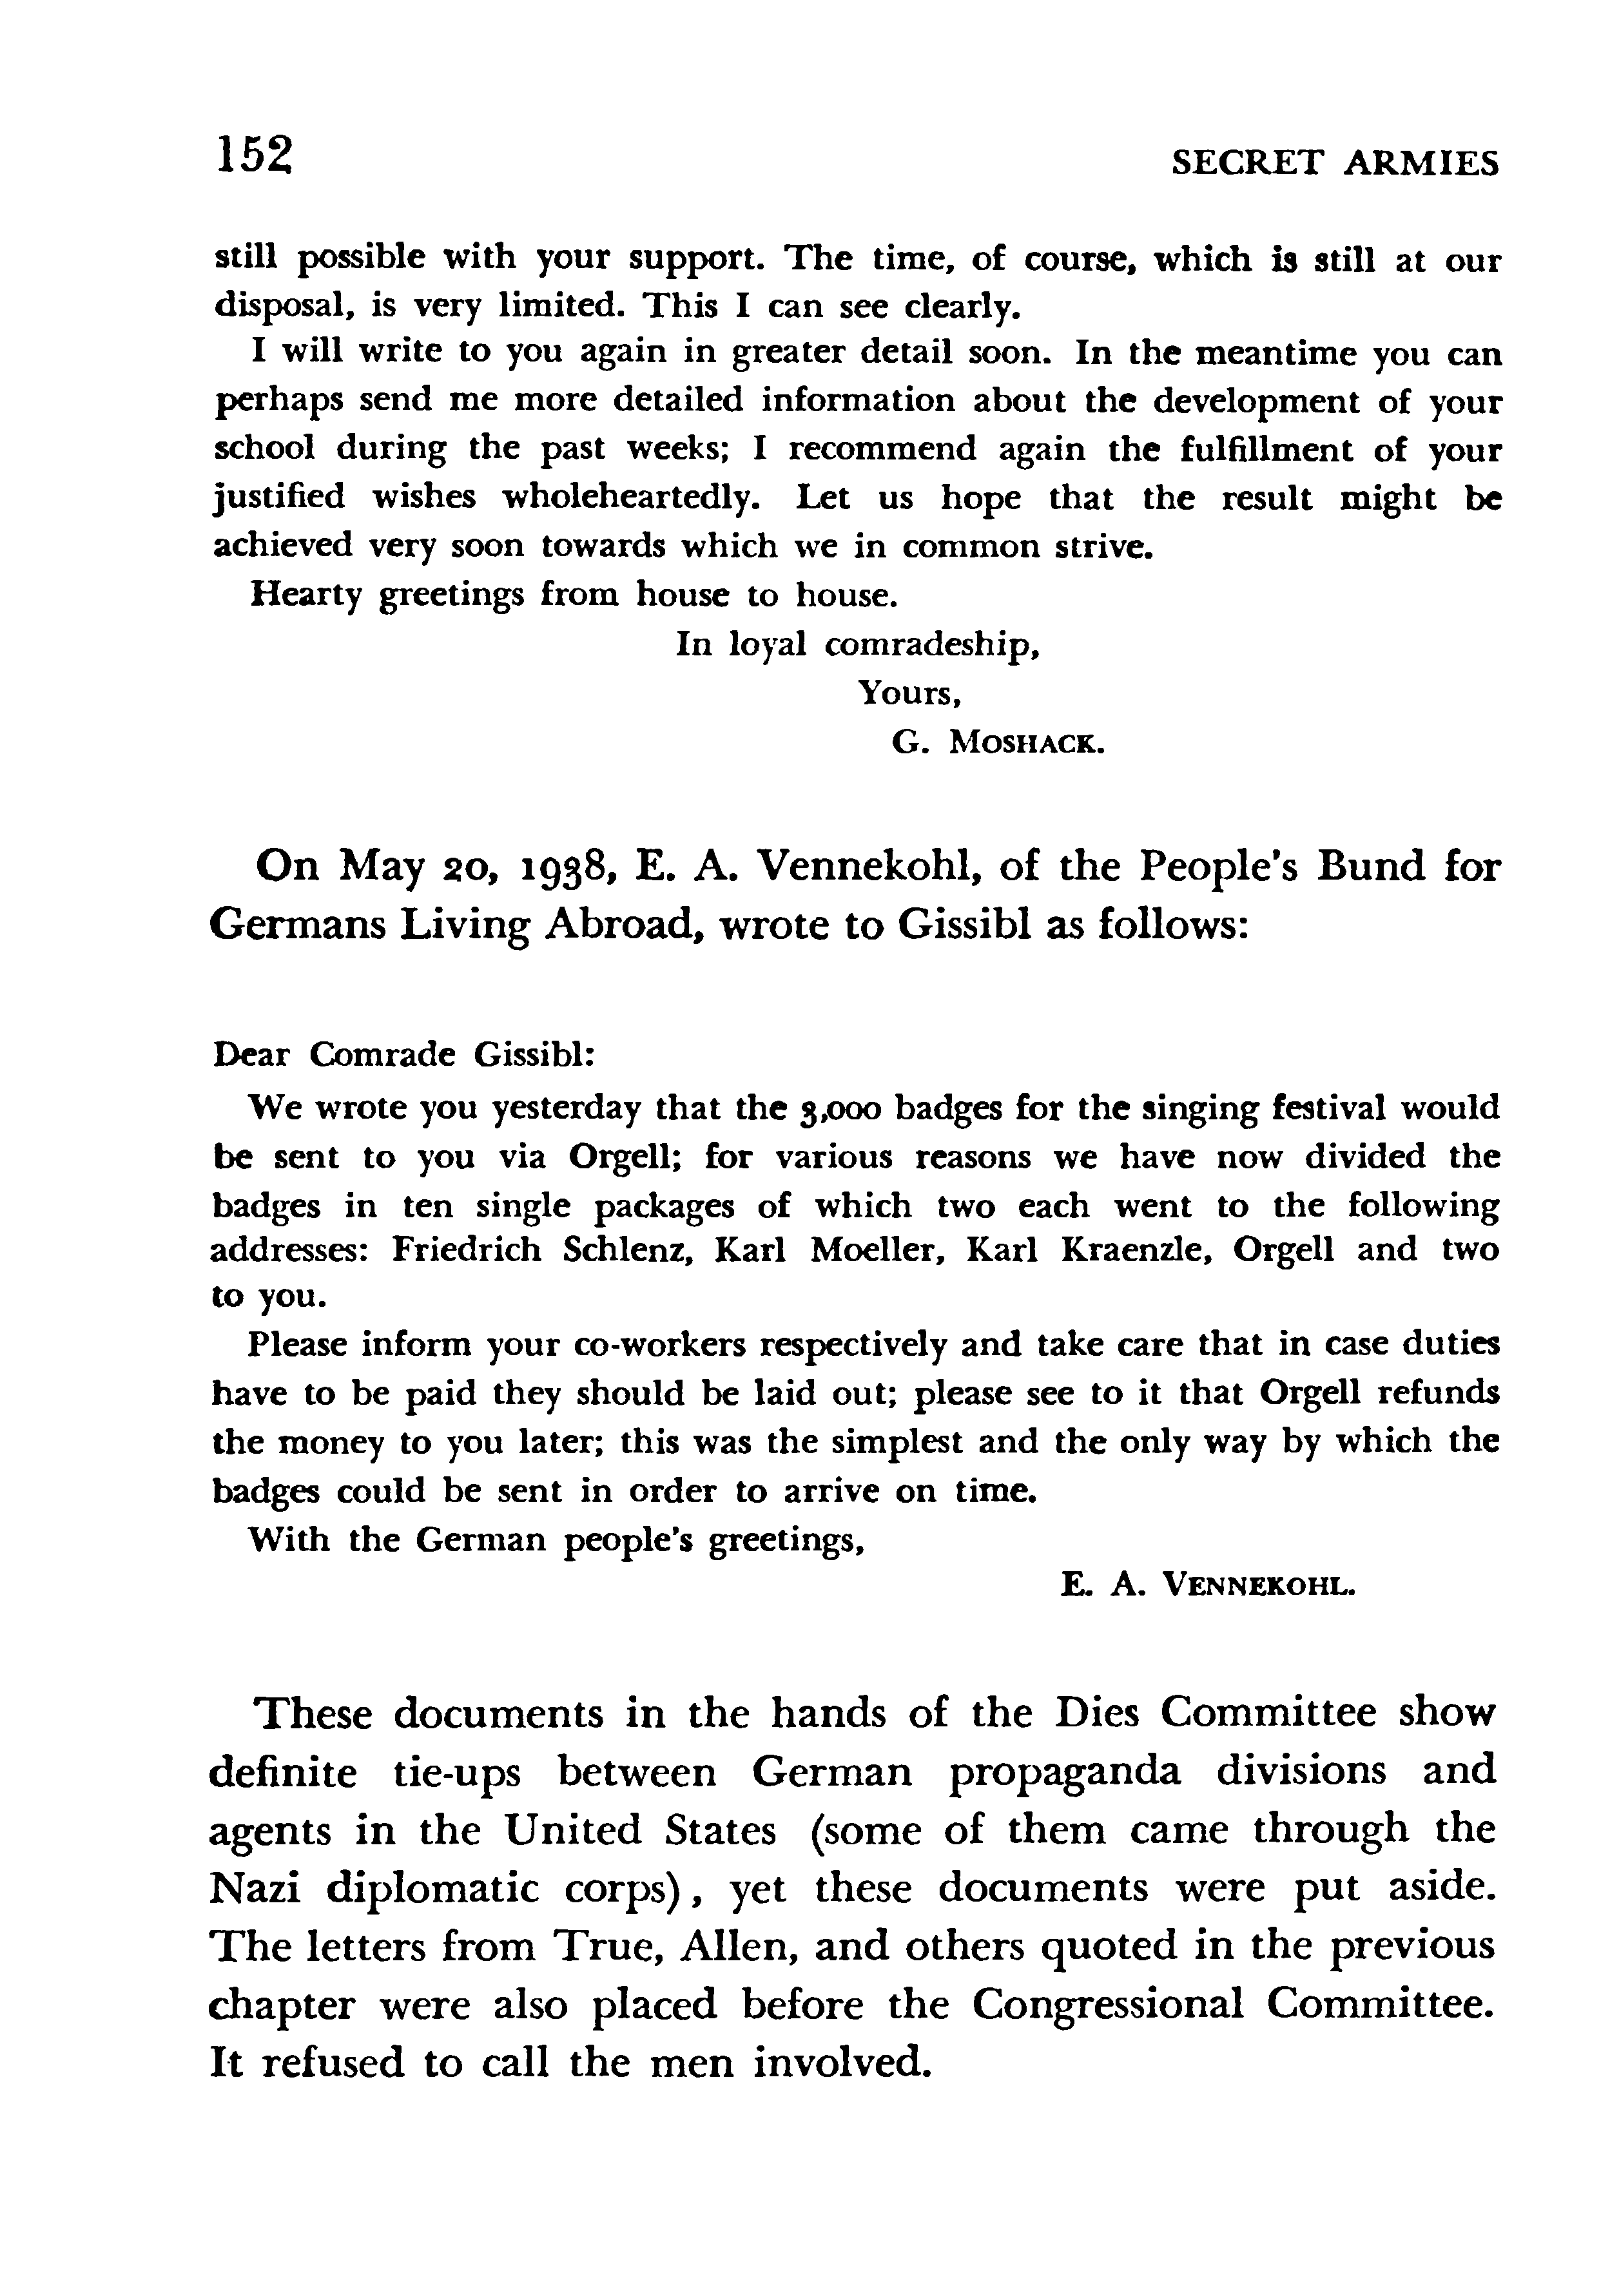 152 SECRET ARMIES
still possible with your support. The time, of course, which is still at our
disposal, is very limited. This I can see clearly.
I will write to you again in greater detail soon. In the meantime you can
perhaps send me more detailed information about the development of your
school during the past weeks; I recommend again the fulfillment of your
justified wishes wholeheartedly. Let us hope that the result might be
achieved very soon towards which we in common strive.
Hearty greetings from house to house.
In loyal comradeship,
Yours,
G. MOSHACK.
On May 20, 1938, E. A. Vennekohl, of the People's Bund for
Germans Living Abroad, wrote to Gissibl as follows:
Dear Comrade Gissibl:
We wrote you yesterday that the 3,000 badges for the singing festival would
be sent to you via Orgell; for various reasons we have now divided the
badges in ten single packages of which two each went to the following
addresses: Friedrich Schlenz, Karl Moeller, Karl Kraenzle, Orgell and two
to you.
Please inform your co-workers respectively and take care that in case duties
have to be paid they should be laid out; please see to it that Orgell refunds
the money to you later; this was the simplest and the only way by which the
badges could be sent in order to arrive on time.
With the German people's greetings,
E. A. VENNEKOHL.
These documents in the hands of the Dies Committee show
definite tie-ups between German propaganda divisions and
agents in the United States (some of them came through the
Nazi diplomatic corps), yet these documents were put aside.
The letters from True, Allen, and others quoted in the previous
chapter were also placed before the Congressional Committee.
It refused to call the men involved.